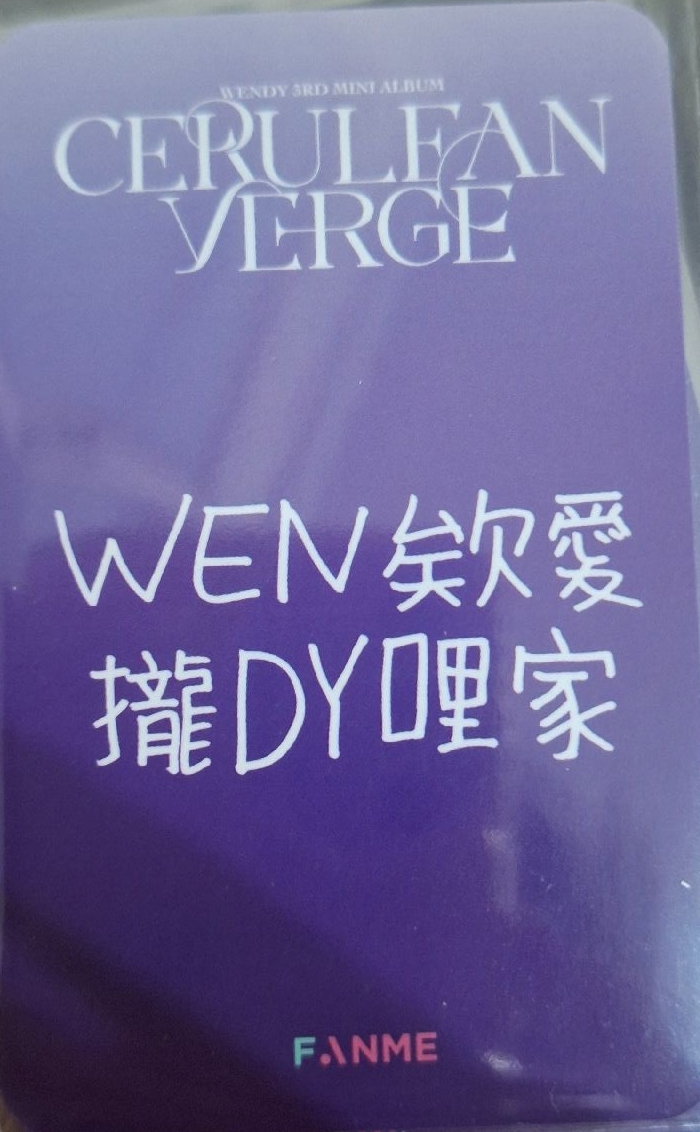 WENDY 3RD MINI ALBUM
CERULEAN
VERGE
WEN欸愛
攏DY哩家
FANME